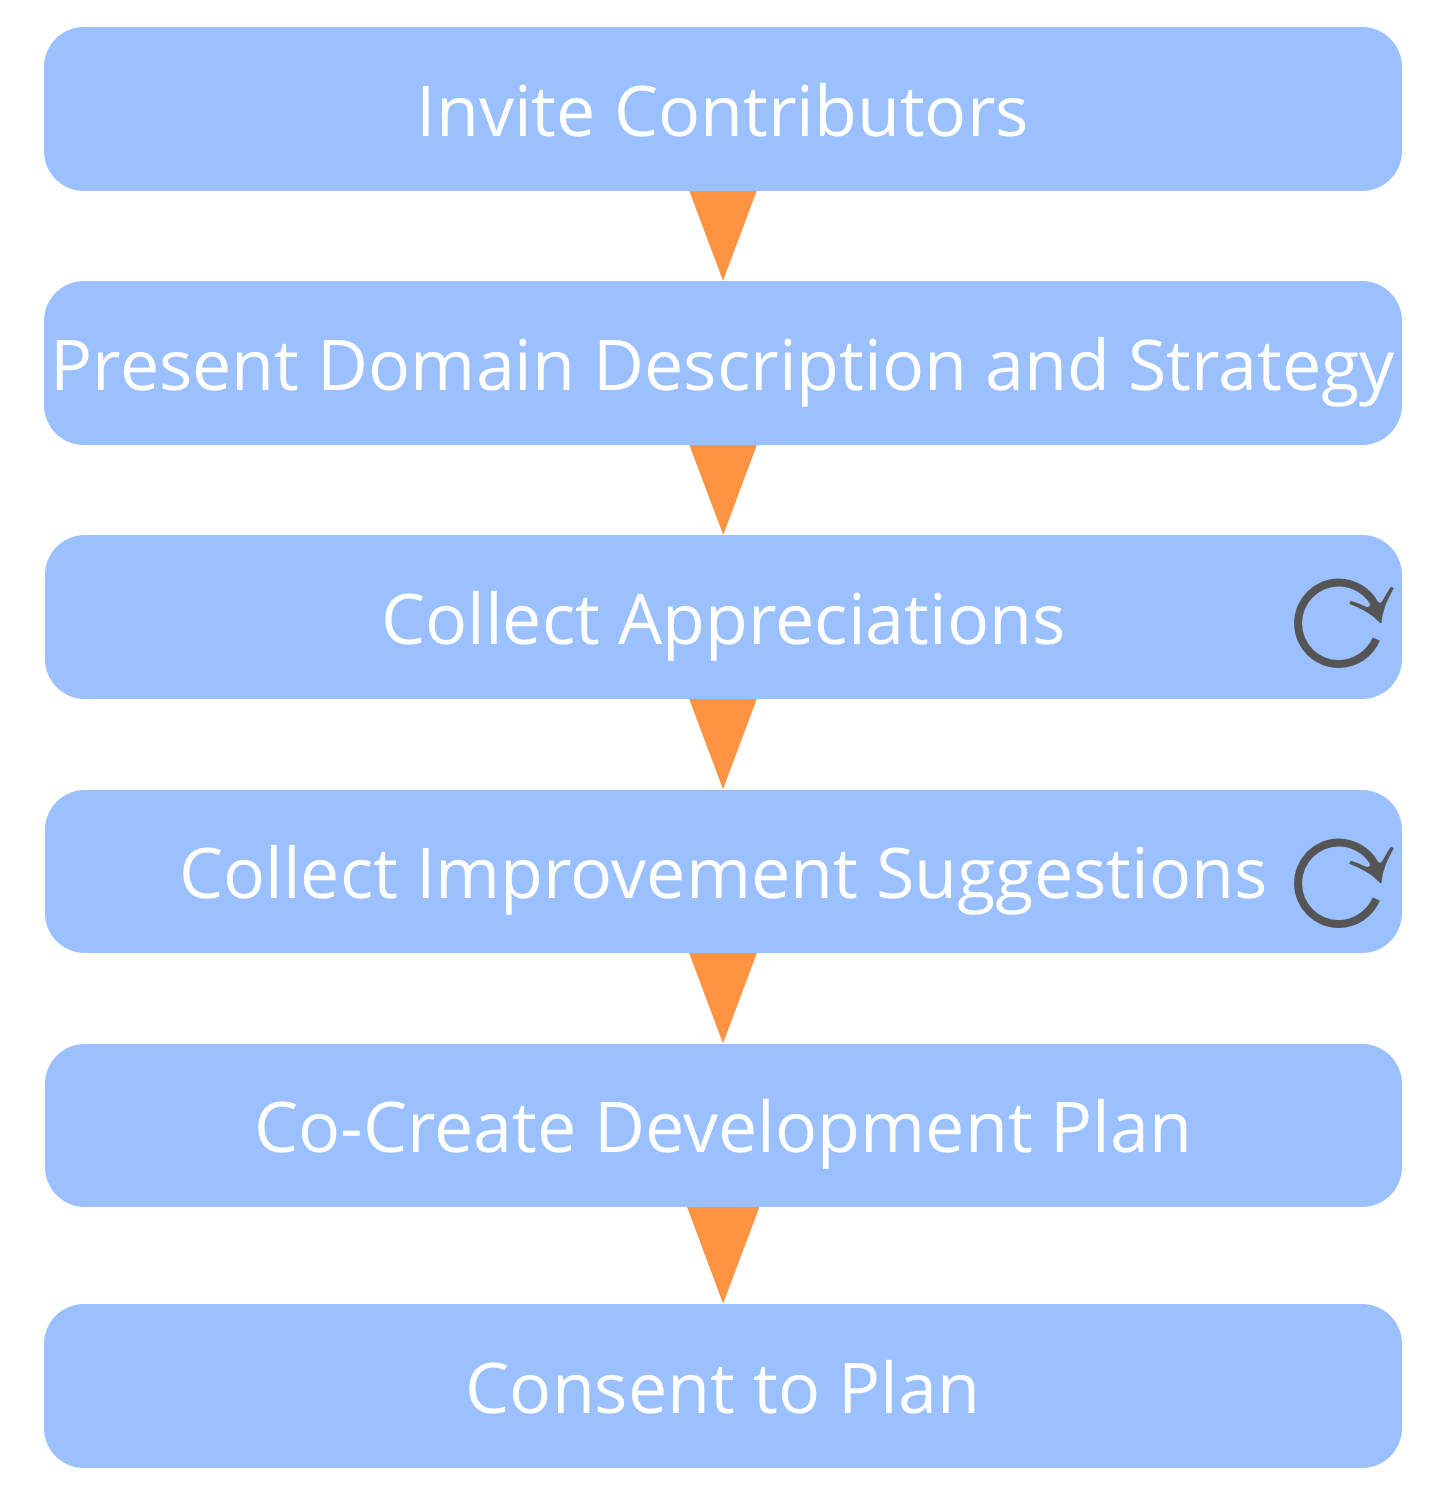 Invite Contributors
Present Domain Description and Strategy
Collect Appreciations
Collect Improvement Suggestions
Co-Create Development Plan
Consent to Plan